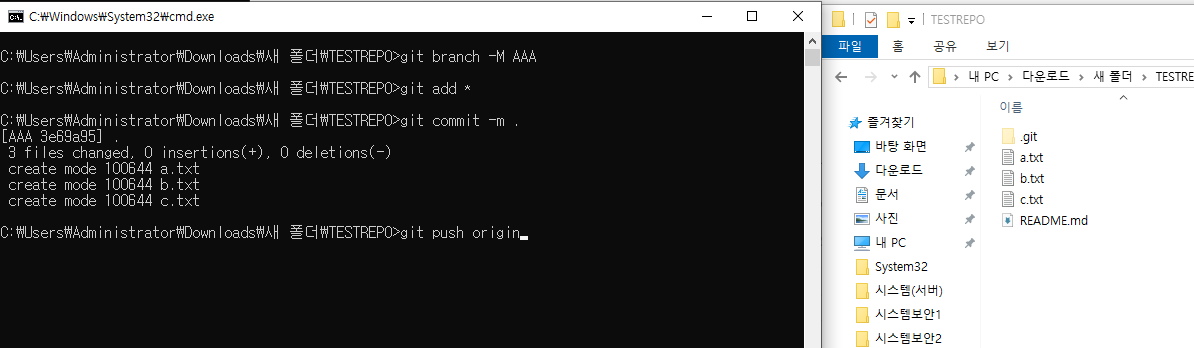 C:₩Windows₩System32₩cmd.exe
C:₩Users₩Administrator₩Downloads₩새 폴더₩TESTREPO>git branch -M AAA
C:₩Users₩Administrator₩Downloads₩새 폴더₩TESTREPO>git add *
C:₩Users₩Administrator₩Downloads₩새 폴더₩TESTREPO>git commit -m .
[AAA 3e69a95] .
3 files changed, 0 insertions(+), 0 deletions(-)
create mode 100644 a.txt
create mode 100644 b.txt
create mode 100644 c.txt
C:₩Users₩Administrator₩Downloads₩새 폴더₩TESTREPO>git push origin
TESTREPO
파일 홈 공유 보기
내 PC > 다운로드 > 새 폴더 > TESTRE
이름
즐겨찾기
바탕 화면
다운로드
문서
사진
내 PC
System32
시스템(서버)
시스템보안1
시스템보안2
.git
a.txt
b.txt
c.txt
README.md